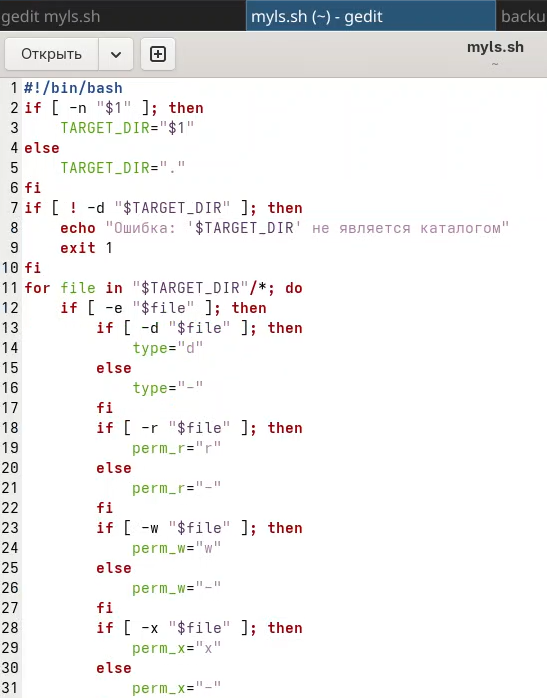 gedit myls.sh
myls.sh (~) - gedit
backu
Открыть
myls.sh
~
1 #!/bin/bash
2 if [ -n "$1" ]; then
3     TARGET_DIR="$1"
4 else
5     TARGET_DIR="."
6 fi
7 if [ ! -d "$TARGET_DIR" ]; then
8     echo "Ошибка: '$TARGET_DIR' не является каталогом"
9     exit 1
10 fi
11 for file in "$TARGET_DIR"/*; do
12     if [ -e "$file" ]; then
13         if [ -d "$file" ]; then
14             type="d"
15         else
16             type="-"
17         fi
18         if [ -r "$file" ]; then
19             perm_r="r"
20         else
21             perm_r="-"
22         fi
23         if [ -w "$file" ]; then
24             perm_w="w"
25         else
26             perm_w="-"
27         fi
28         if [ -x "$file" ]; then
29             perm_x="x"
30         else
31             perm_x="-"